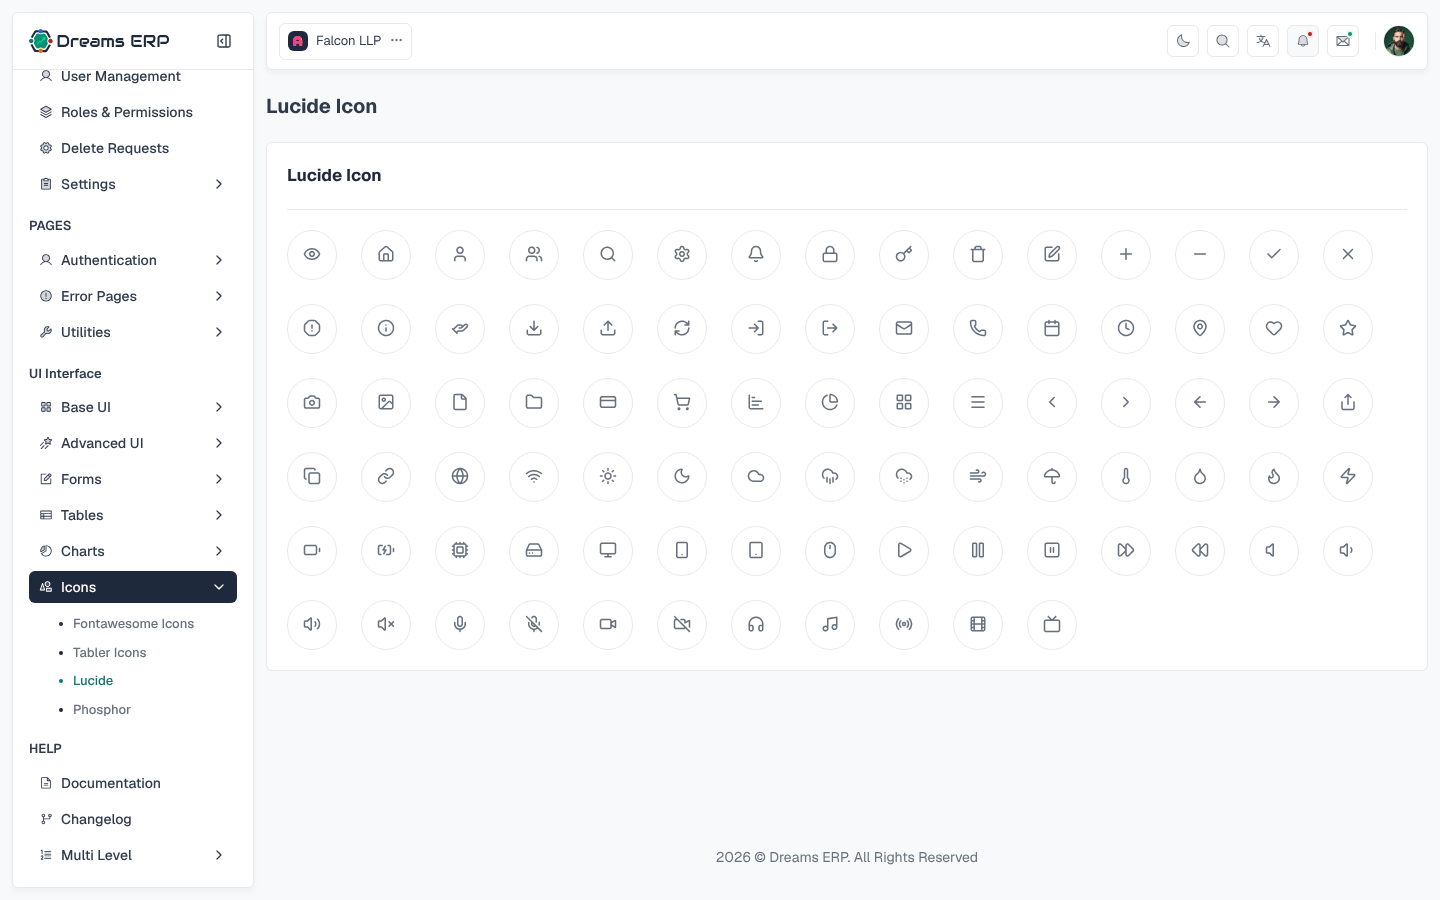 Dreams ERP
User Management
Roles & Permissions
Delete Requests
Settings
PAGES
Authentication
Error Pages
Utilities
UI Interface
Base UI
Advanced UI
Forms
Tables
Charts
Icons
Fontawesome Icons
Tabler Icons
Lucide
Phosphor
HELP
Documentation
Changelog
Multi Level
Falcon LLP
Lucide Icon
Lucide Icon
2026 © Dreams ERP. All Rights Reserved